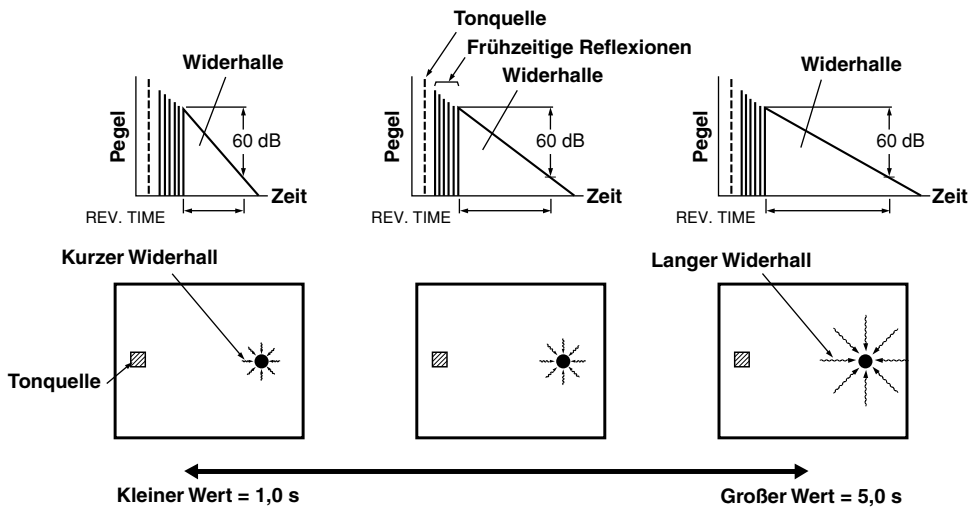 Tonquelle
Frühzeitige Reflexionen
Widerhalle
Pegel
60 dB
Zeit
REV. TIME
Widerhalle
Pegel
60 dB
Zeit
REV. TIME
Widerhalle
Pegel
60 dB
Zeit
REV. TIME
Kurzer Widerhall
Langer Widerhall
Tonquelle
Kleiner Wert = 1,0 s
Großer Wert = 5,0 s